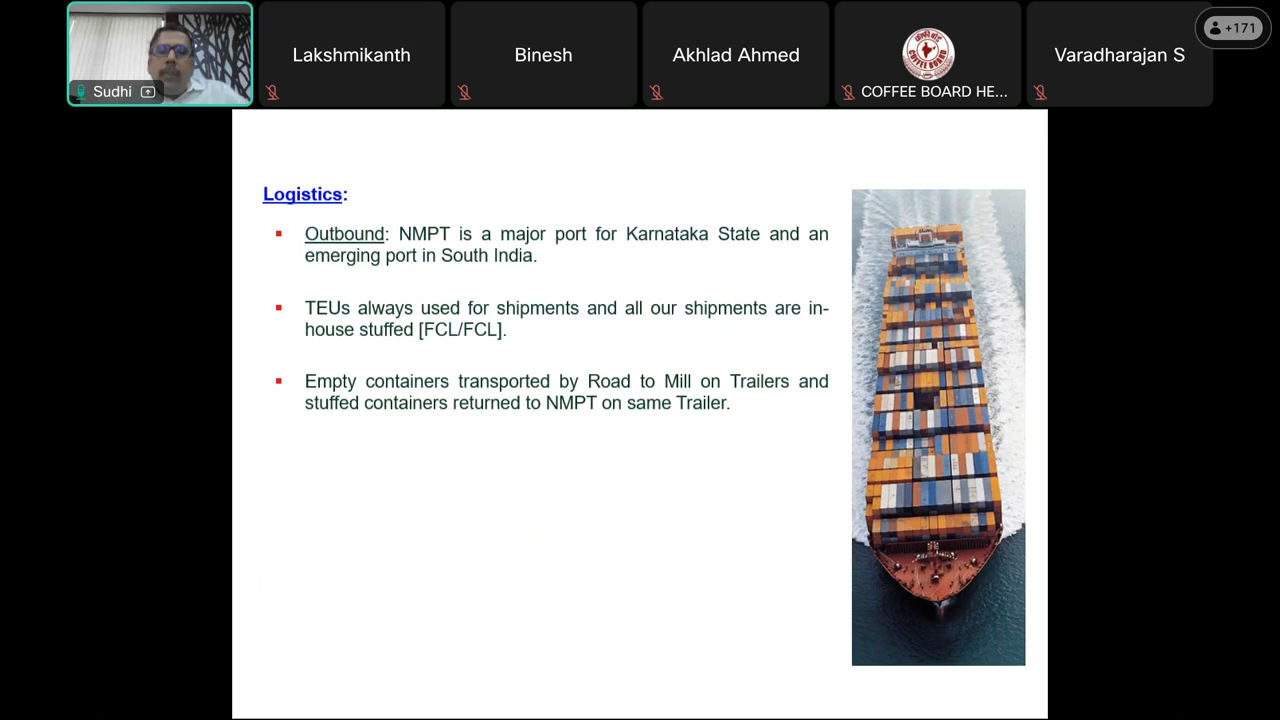 Sudhi
Lakshmikanth
Binesh
Akhlad Ahmed
COFFEE BOARD HE...
Varadharajan S
+171
Logistics:
▪ Outbound: NMPT is a major port for Karnataka State and an
emerging port in South India.
▪ TEUs always used for shipments and all our shipments are in-
house stuffed [FCL/FCL].
▪ Empty containers transported by Road to Mill on Trailers and
stuffed containers returned to NMPT on same Trailer.